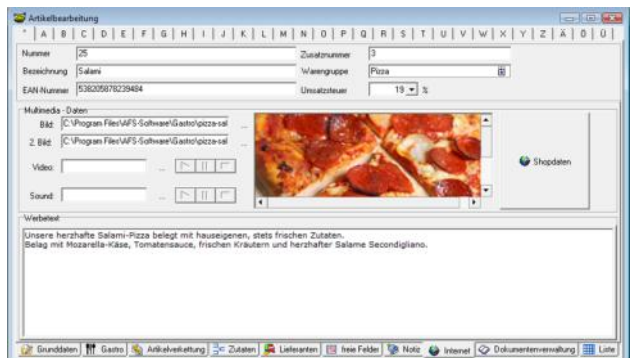 Artikelbearbeitung
* A B C D E F G H I J K L M N O P Q R S T U V W X Y Z Ä Ö Ü
Nummer 25 Zusatznummer 3
Bezeichnung Salami Warengruppe Pizza
EAN-Nummer 538205878239484 Umsatzsteuer 19 %
Multimedia - Daten
Bild: C:\Program Files\AFS-Software\Gastro\pizza-sal ...
2. Bild: C:\Program Files\AFS-Software\Gastro\pizza-sal ...
Shopdaten
Video: ...
Sound: ...
Werbetext
Unsere herzhafte Salami-Pizza belegt mit hauseigenen, stets frischen Zutaten.
Belag mit Mozarella-Käse, Tomatensauce, frischen Kräutern und herzhafter Salame Secondigliano.
Grunddaten Gastro Artikelverkettung Zutaten Lieferanten freie Felder Notiz Internet Dokumentenverwaltung Liste